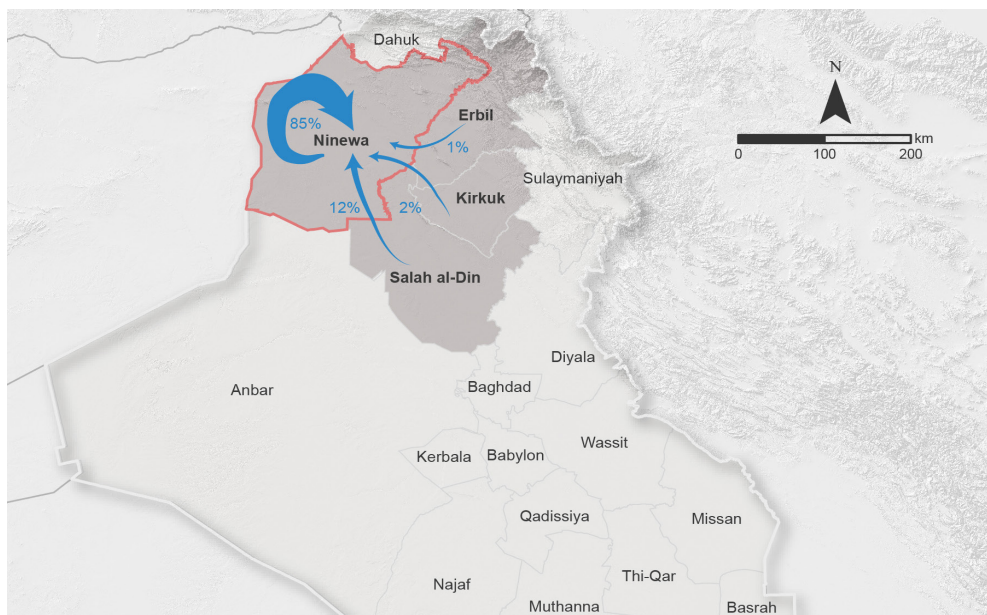 Dahuk
N
85%
Erbil
Ninewa
1%
km
0 100 200
Sulaymaniyah
Kirkuk
12%
2%
Salah al-Din
Diyala
Anbar
Baghdad
Wassit
Kerbala
Babylon
Qadissiya
Missan
Najaf
Thi-Qar
Muthanna
Basrah